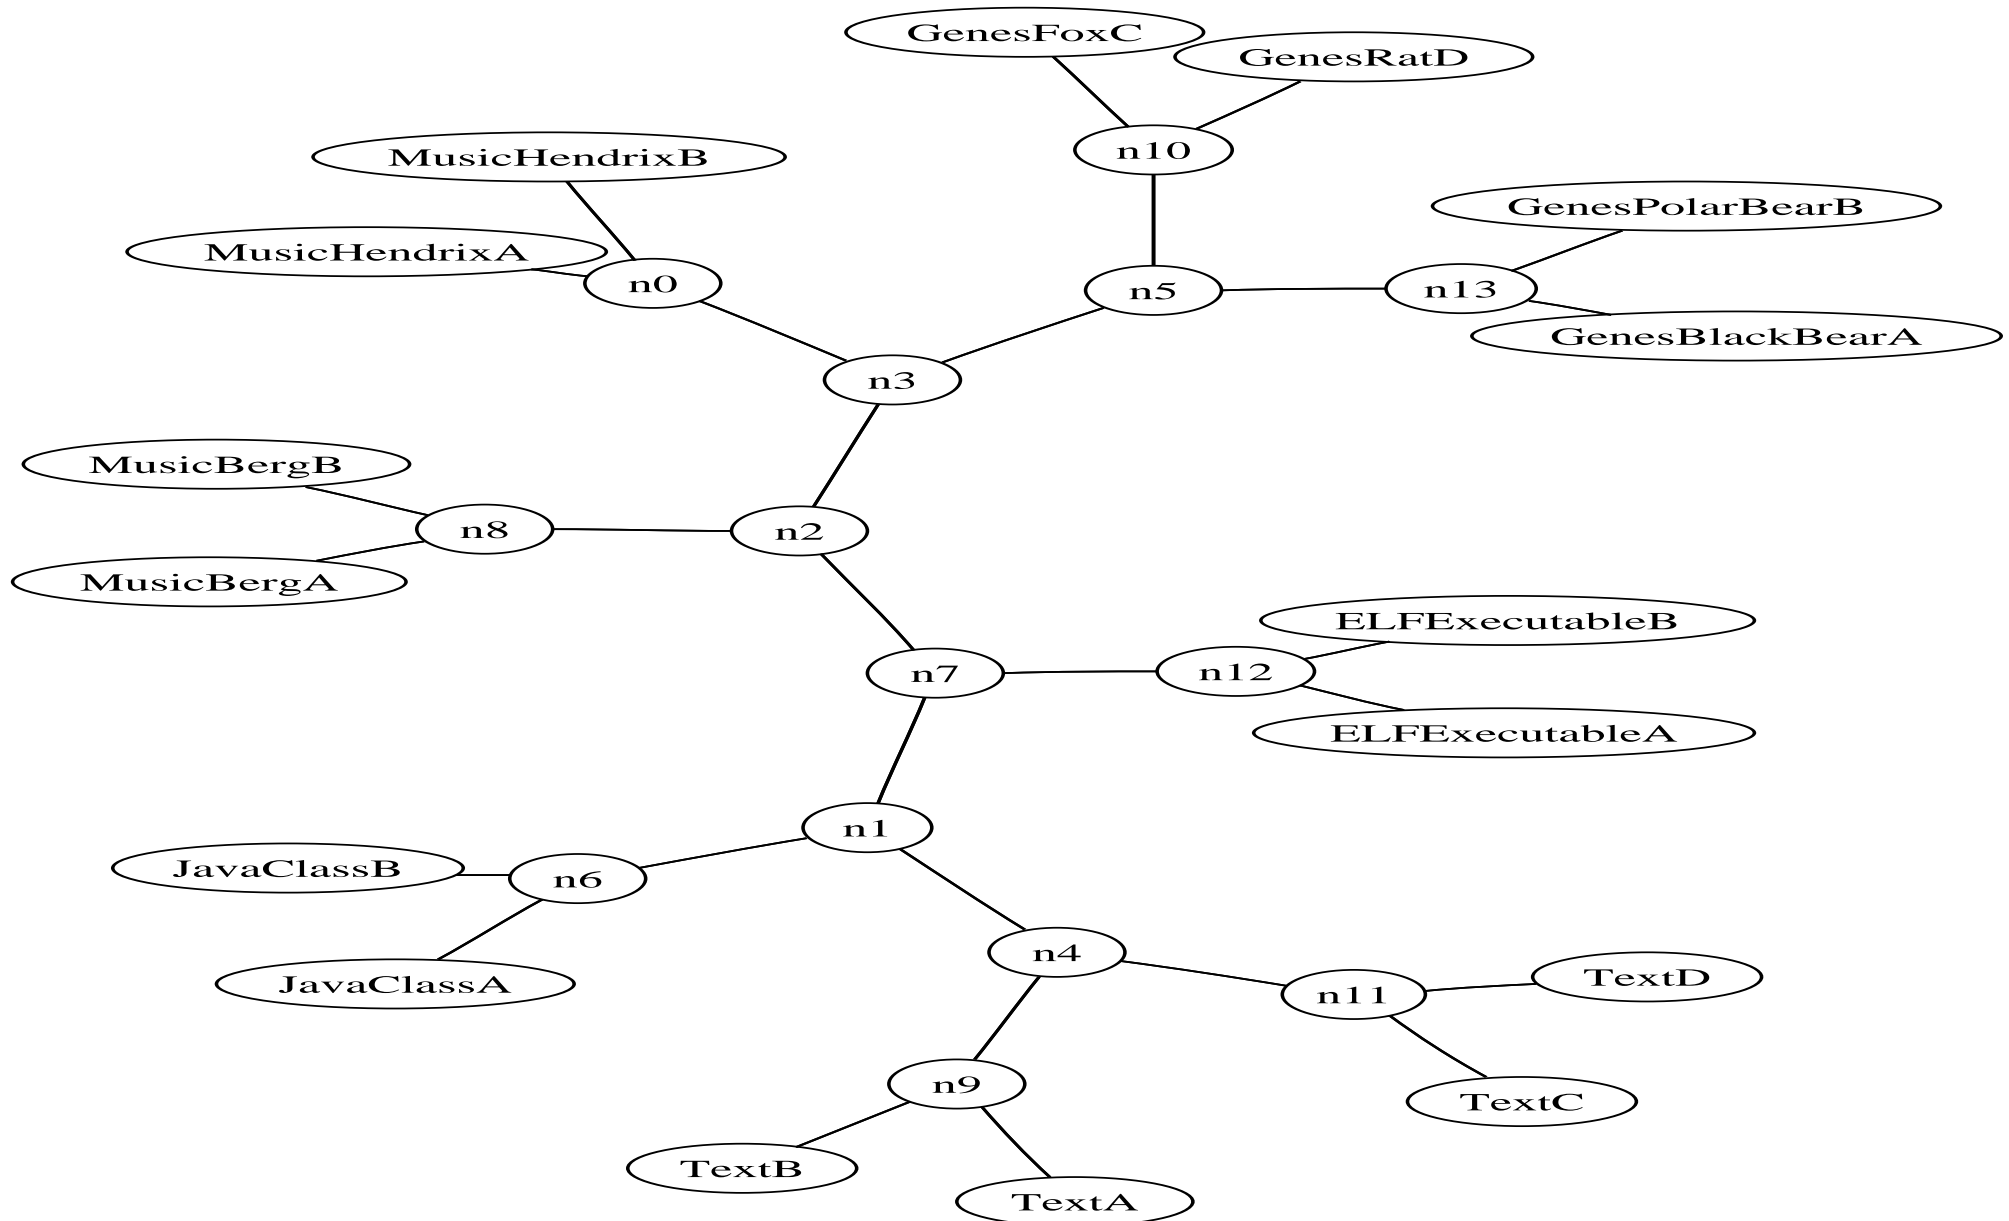 GenesFoxC
GenesRatD
n10
MusicHendrixB
GenesPolarBearB
MusicHendrixA
n0
n5
n13
GenesBlackBearA
n3
MusicBergB
n8
n2
MusicBergA
ELFExecutableB
n7
n12
ELFExecutableA
n1
JavaClassB
n6
n4
TextD
JavaClassA
n11
n9
TextC
TextB
TextA